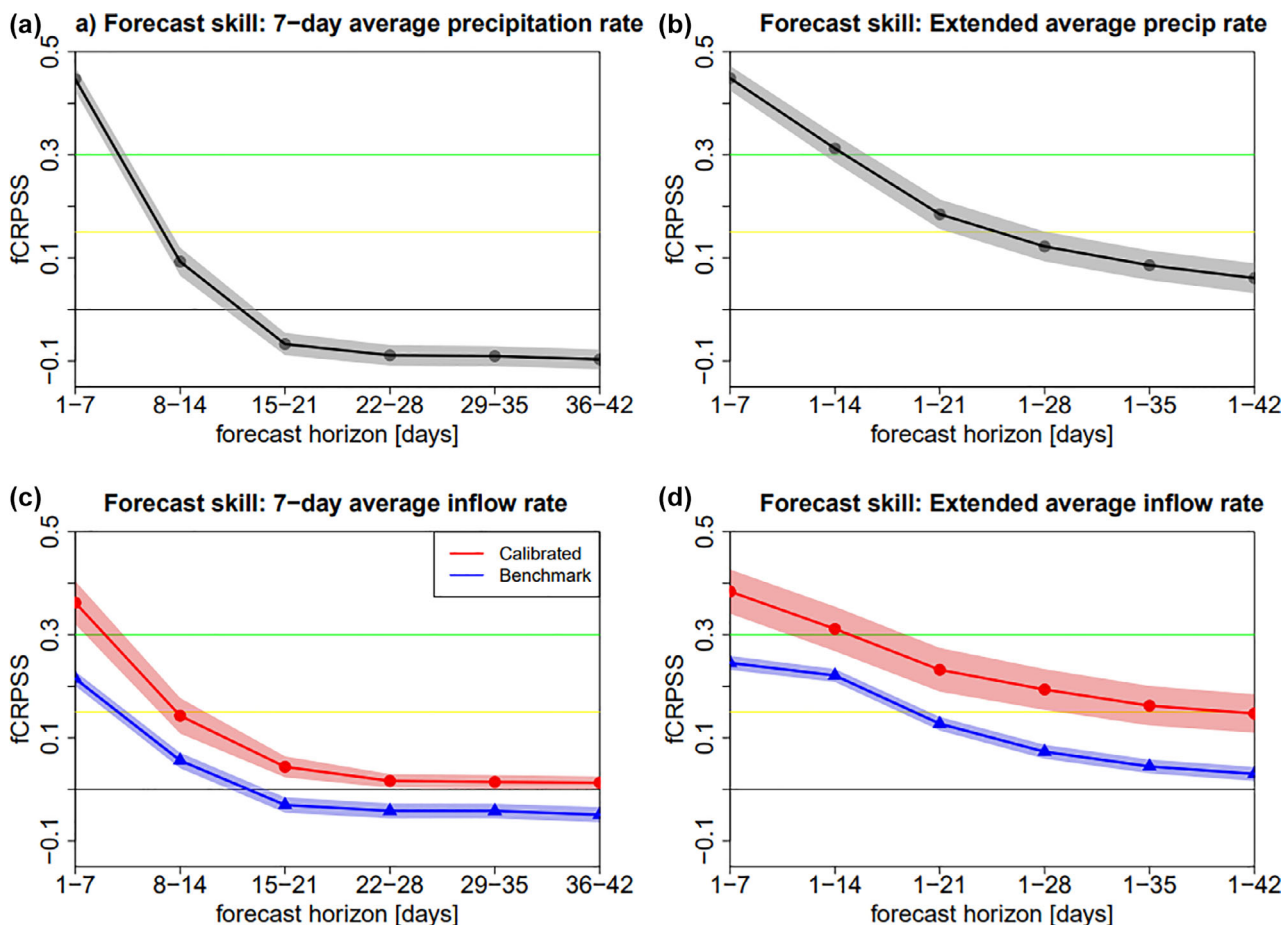 (a) a) Forecast skill: 7−day average precipitation rate
fCRPSS
0.5
0.3
0.1
−0.1
1−7 8−14 15−21 22−28 29−35 36−42
forecast horizon [days]
(b) Forecast skill: Extended average precip rate
fCRPSS
0.5
0.3
0.1
−0.1
1−7 1−14 1−21 1−28 1−35 1−42
forecast horizon [days]
(c) Forecast skill: 7−day average inflow rate
Calibrated
Benchmark
fCRPSS
0.5
0.3
0.1
−0.1
1−7 8−14 15−21 22−28 29−35 36−42
forecast horizon [days]
(d) Forecast skill: Extended average inflow rate
fCRPSS
0.5
0.3
0.1
−0.1
1−7 1−14 1−21 1−28 1−35 1−42
forecast horizon [days]